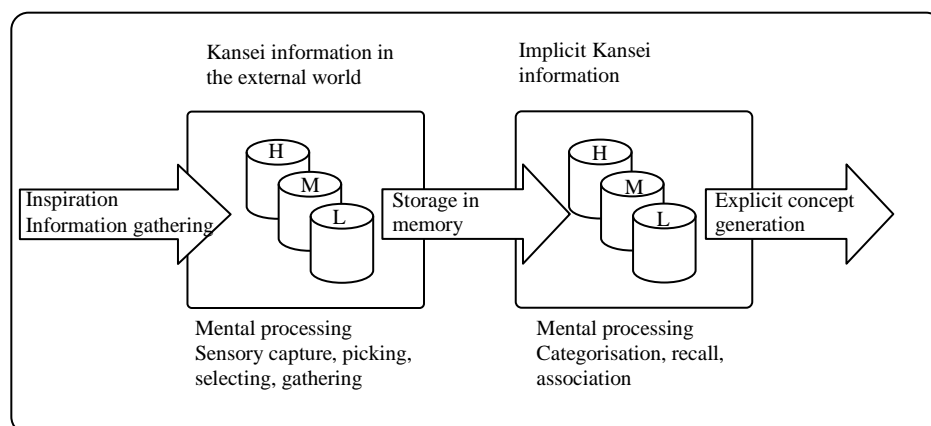 Kansei information in
the external world
Implicit Kansei
information
H
M
L
H
M
L
Inspiration
Information gathering
Storage in
memory
Explicit concept
generation
Mental processing
Sensory capture, picking,
selecting, gathering
Mental processing
Categorisation, recall,
association